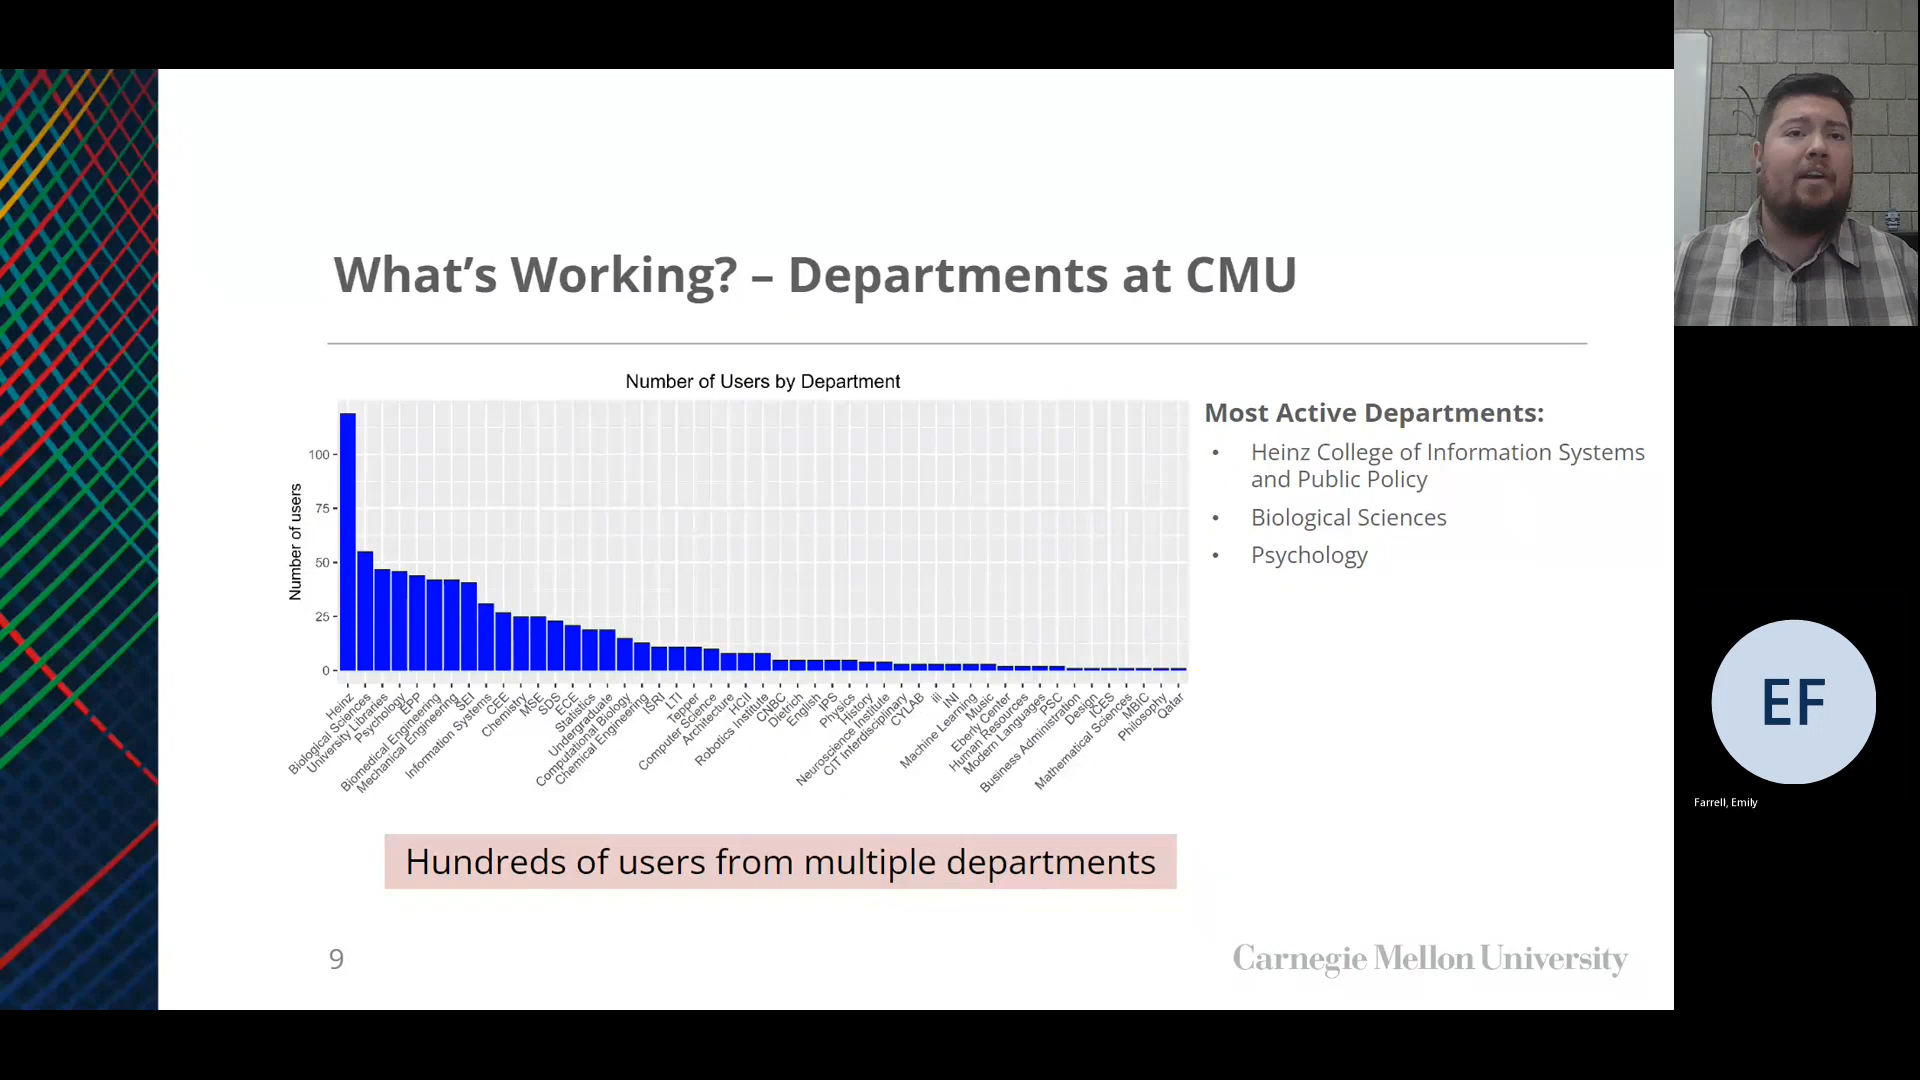 What's Working? – Departments at CMU
Number of Users by Department
Number of users
100
75
50
25
0
Heinz
Biological Sciences
University Libraries
Psychology
EPP
Biomedical Engineering
Mechanical Engineering
SEI
Information Systems
CEE
Chemistry
MSE
SDS
ECE
Statistics
Undergraduate
Computational Biology
Chemical Engineering
ISRI
LTI
Tepper
Computer Science
Architecture
HCII
Robotics Institute
CNBC
Dietrich
English
IPS
Physics
History
Neuroscience Institute
CIT Interdisciplinary
CYLAB
iii
INI
Machine Learning
Music
Eberly Center
Human Resources
Modern Languages
PSC
Business Administration
Design
ICES
Mathematical Sciences
MBIC
Philosophy
Qatar
Most Active Departments:
• Heinz College of Information Systems
and Public Policy
• Biological Sciences
• Psychology
Hundreds of users from multiple departments
9
Carnegie Mellon University
EF
Farrell, Emily